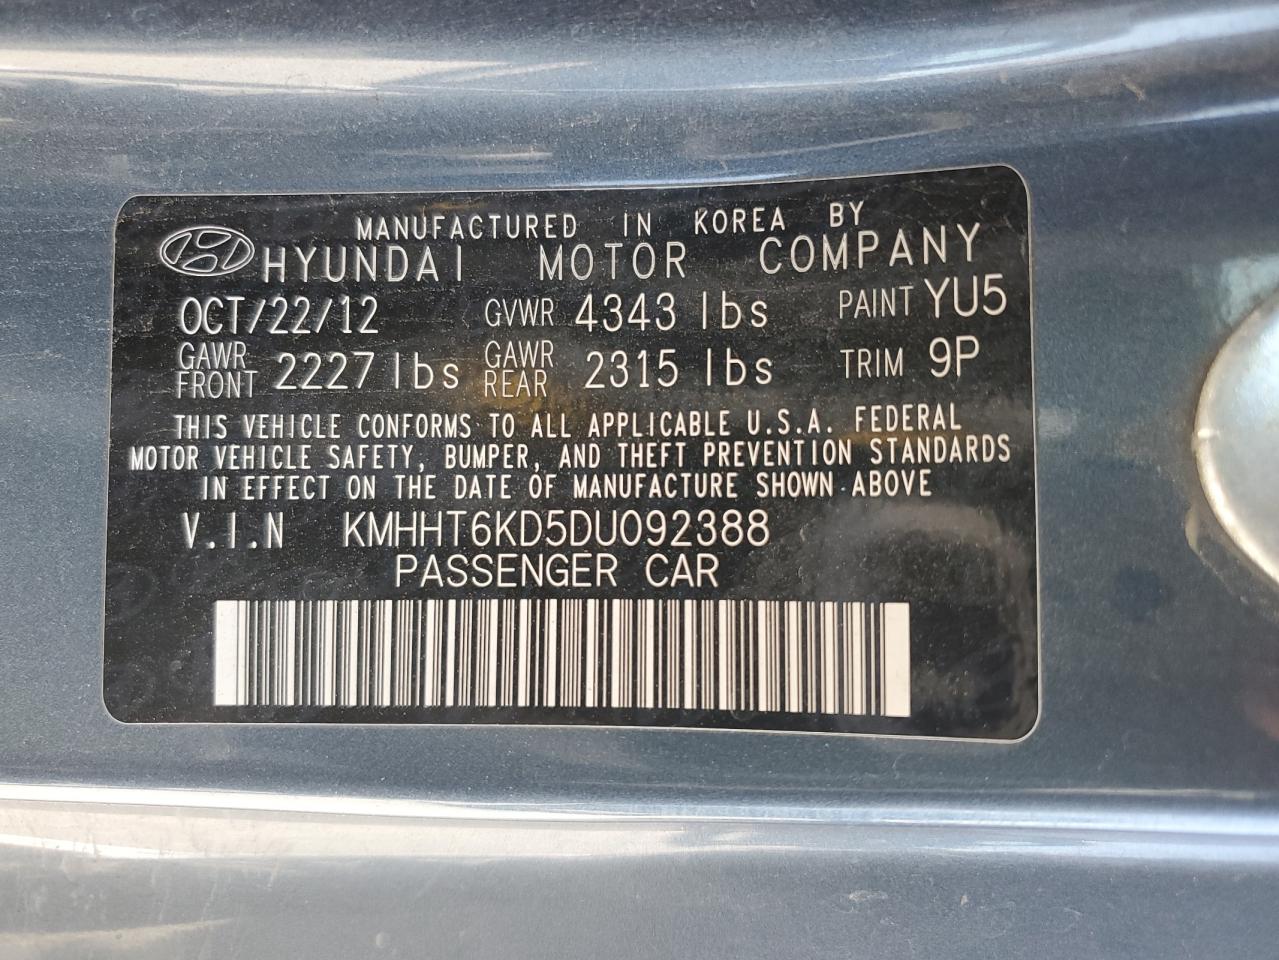 MANUFACTURED IN KOREA BY
HYUNDAI MOTOR COMPANY
OCT/22/12 GVWR 4343 lbs PAINT YU5
GAWR FRONT 2227 lbs GAWR REAR 2315 lbs TRIM 9P
THIS VEHICLE CONFORMS TO ALL APPLICABLE U.S.A. FEDERAL
MOTOR VEHICLE SAFETY, BUMPER, AND THEFT PREVENTION STANDARDS
IN EFFECT ON THE DATE OF MANUFACTURE SHOWN ABOVE
V.I.N KMHHT6KD5DU092388
PASSENGER CAR